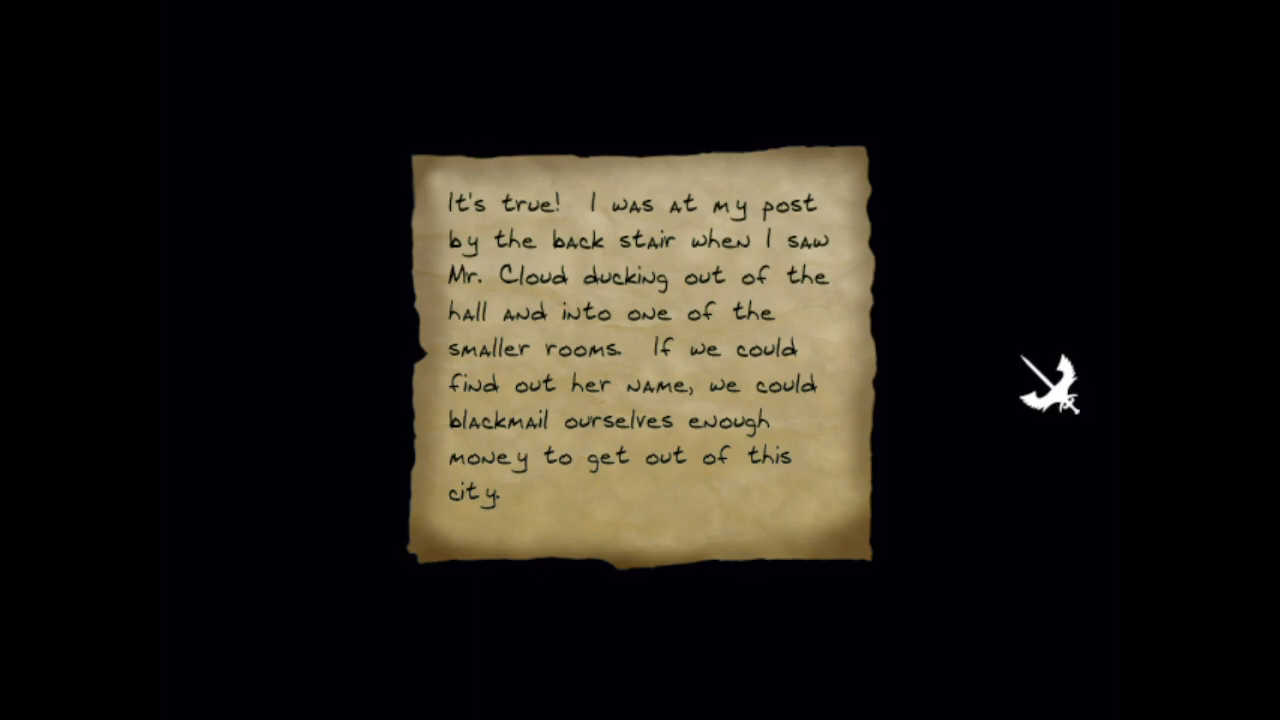 It's true! I was at my post
by the back stair when I saw
Mr. Cloud ducking out of the
hall and into one of the
smaller rooms. If we could
find out her name, we could
blackmail ourselves enough
money to get out of this
city.